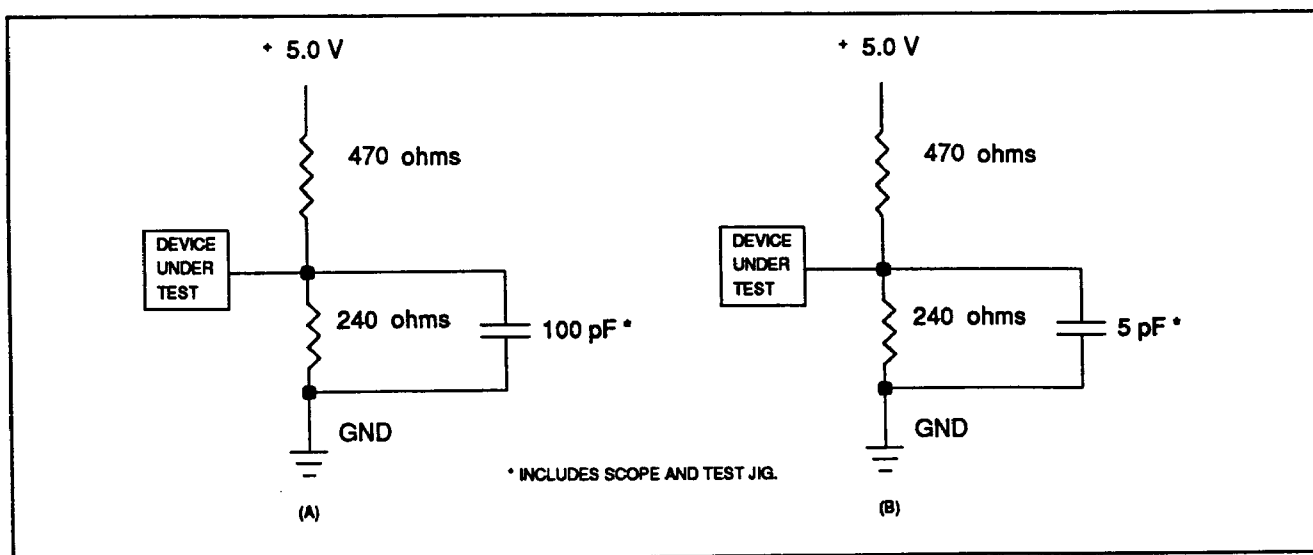 + 5.0 V
470 ohms
DEVICE
UNDER
TEST
240 ohms
100 pF *
GND
(A)
+ 5.0 V
470 ohms
DEVICE
UNDER
TEST
240 ohms
5 pF *
GND
(B)
* INCLUDES SCOPE AND TEST JIG.